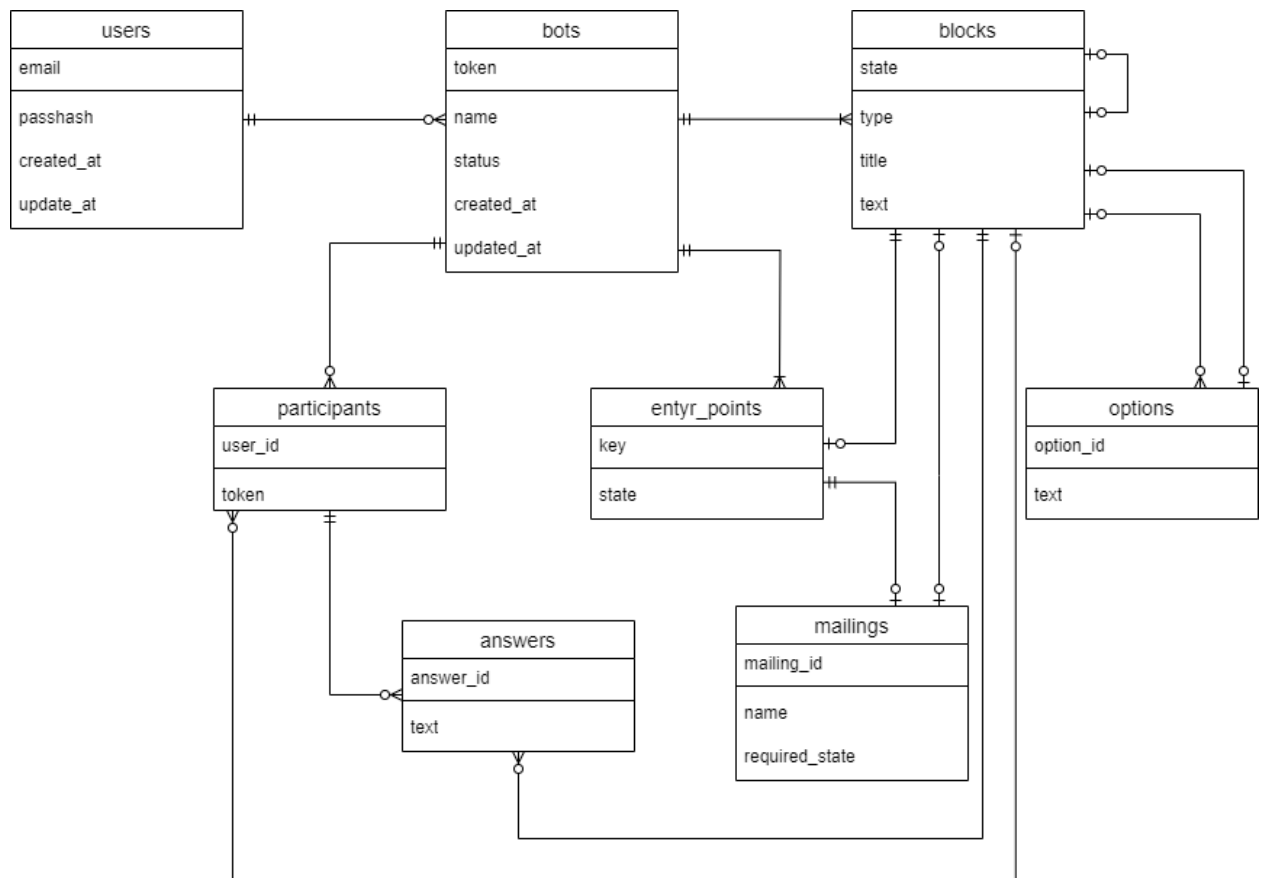 users
email
passhash
created_at
update_at
bots
token
name
status
created_at
updated_at
blocks
state
type
title
text
participants
user_id
token
entyr_points
key
state
options
option_id
text
answers
answer_id
text
mailings
mailing_id
name
required_state